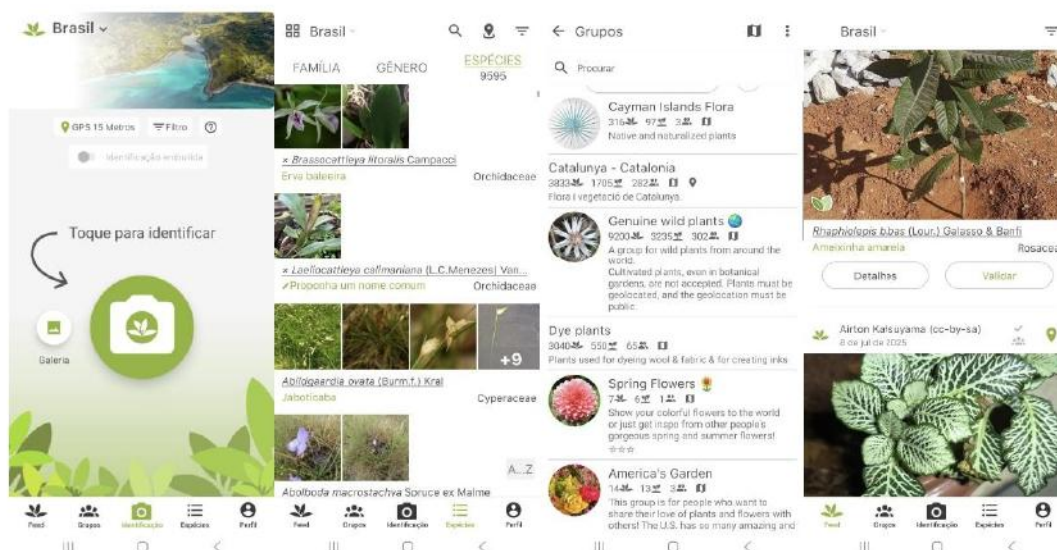 Brasil
GPS 15 Metros
Filtro
Identificação embutida
Toque para identificar
Galeria
Feed
Grupos
Identificação
Espécies
Perfil
Brasil
FAMÍLIA
GÊNERO
ESPÉCIES
9595
× Brassocattleya litoralis Campacci
Erva baleeira
Orchidaceae
× Laeliocattleya calimaniana (L.C.Menezes) Van...
Proponha um nome comum
Orchidaceae
+9
Abildgaardia ovata (Burm.f.) Kral
Jaboticaba
Cyperaceae
A...Z
Abolboda macrostachya Spruce ex Malme
Feed
Grupos
Identificação
Espécies
Perfil
Grupos
Procurar
Cayman Islands Flora
316 97 3
Native and naturalized plants
Catalunya - Catalonia
3833 1705 282
Flora i vegetació de Catalunya.
Genuine wild plants
9200 3235 302
A group for wild plants from around the
world.
Cultivated plants, even in botanical
gardens, are not accepted. Plants must be
geolocated, and the geolocation must be
public.
Dye plants
3040 550 65
Plants used for dyeing wool & fabric & for creating inks
Spring Flowers
7 6 1
Show your colorful flowers to the world
or just get inspo from other people's
gorgeous spring and summer flowers!
☆☆☆
America's Garden
14 13 3
This group is for people who want to
share their love of plants and flowers with
others! The U.S. has so many amazing and
Feed
Grupos
Identificação
Espécies
Perfil
Brasil
Rhaphiolepis bibas (Lour.) Galasso & Banfi
Ameixinha amarela
Rosacea
Detalhes
Validar
Airton Katsuyama (cc-by-sa)
8 de jul de 2025
Feed
Grupos
Identificação
Espécies
Perfil